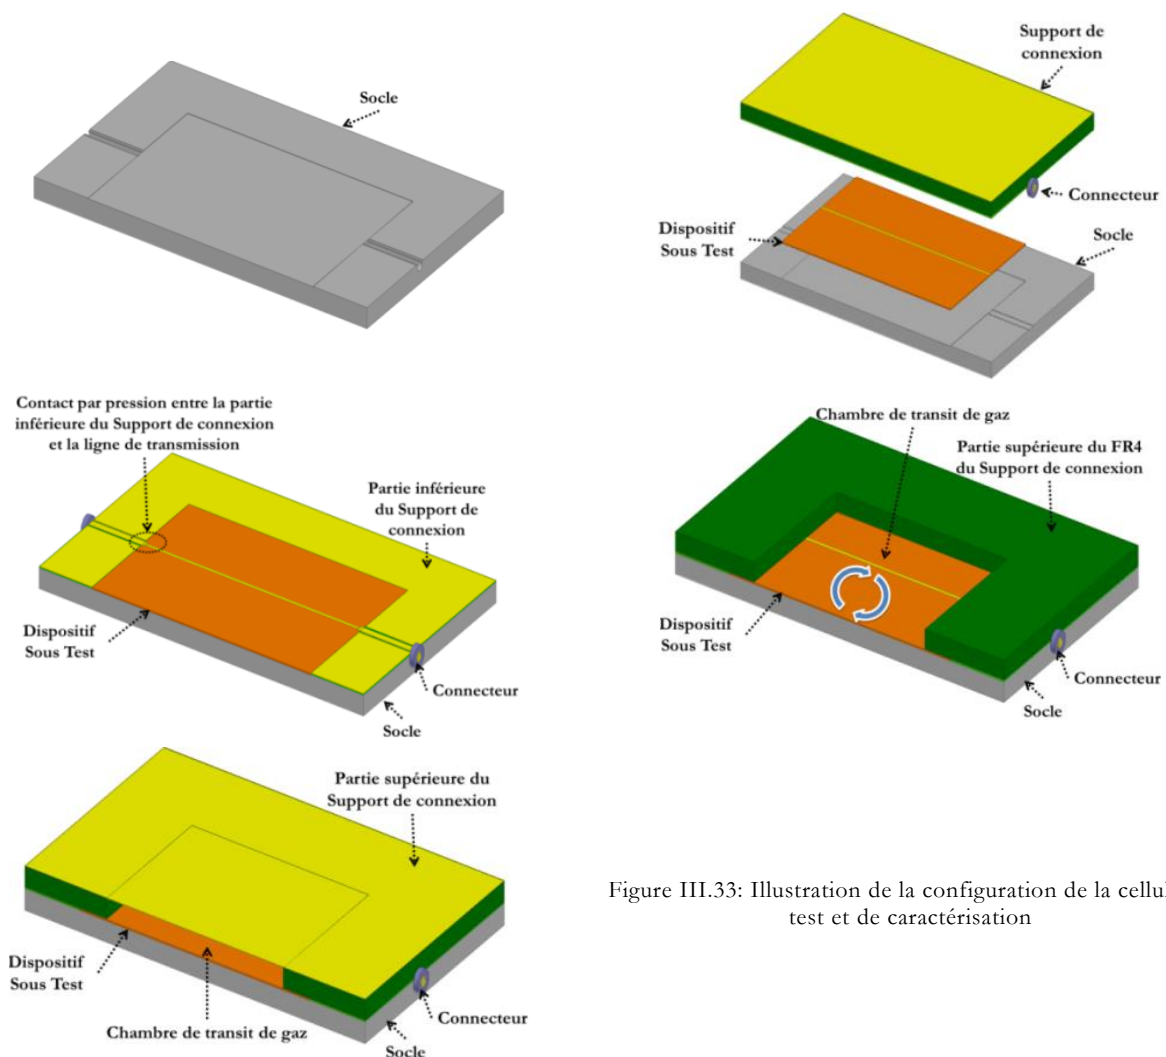 Socle
Support de
connexion
Connecteur
Dispositif
Sous Test
Socle
Contact par pression entre la partie
inférieure du Support de connexion
et la ligne de transmission
Partie inférieure
du Support de
connexion
Dispositif
Sous Test
Connecteur
Socle
Chambre de transit de gaz
Partie supérieure du FR4
du Support de connexion
Dispositif
Sous Test
Connecteur
Socle
Partie supérieure du
Support de connexion
Dispositif
Sous Test
Chambre de transit de gaz
Connecteur
Socle
Figure III.33: Illustration de la configuration de la cellul
test et de caractérisation